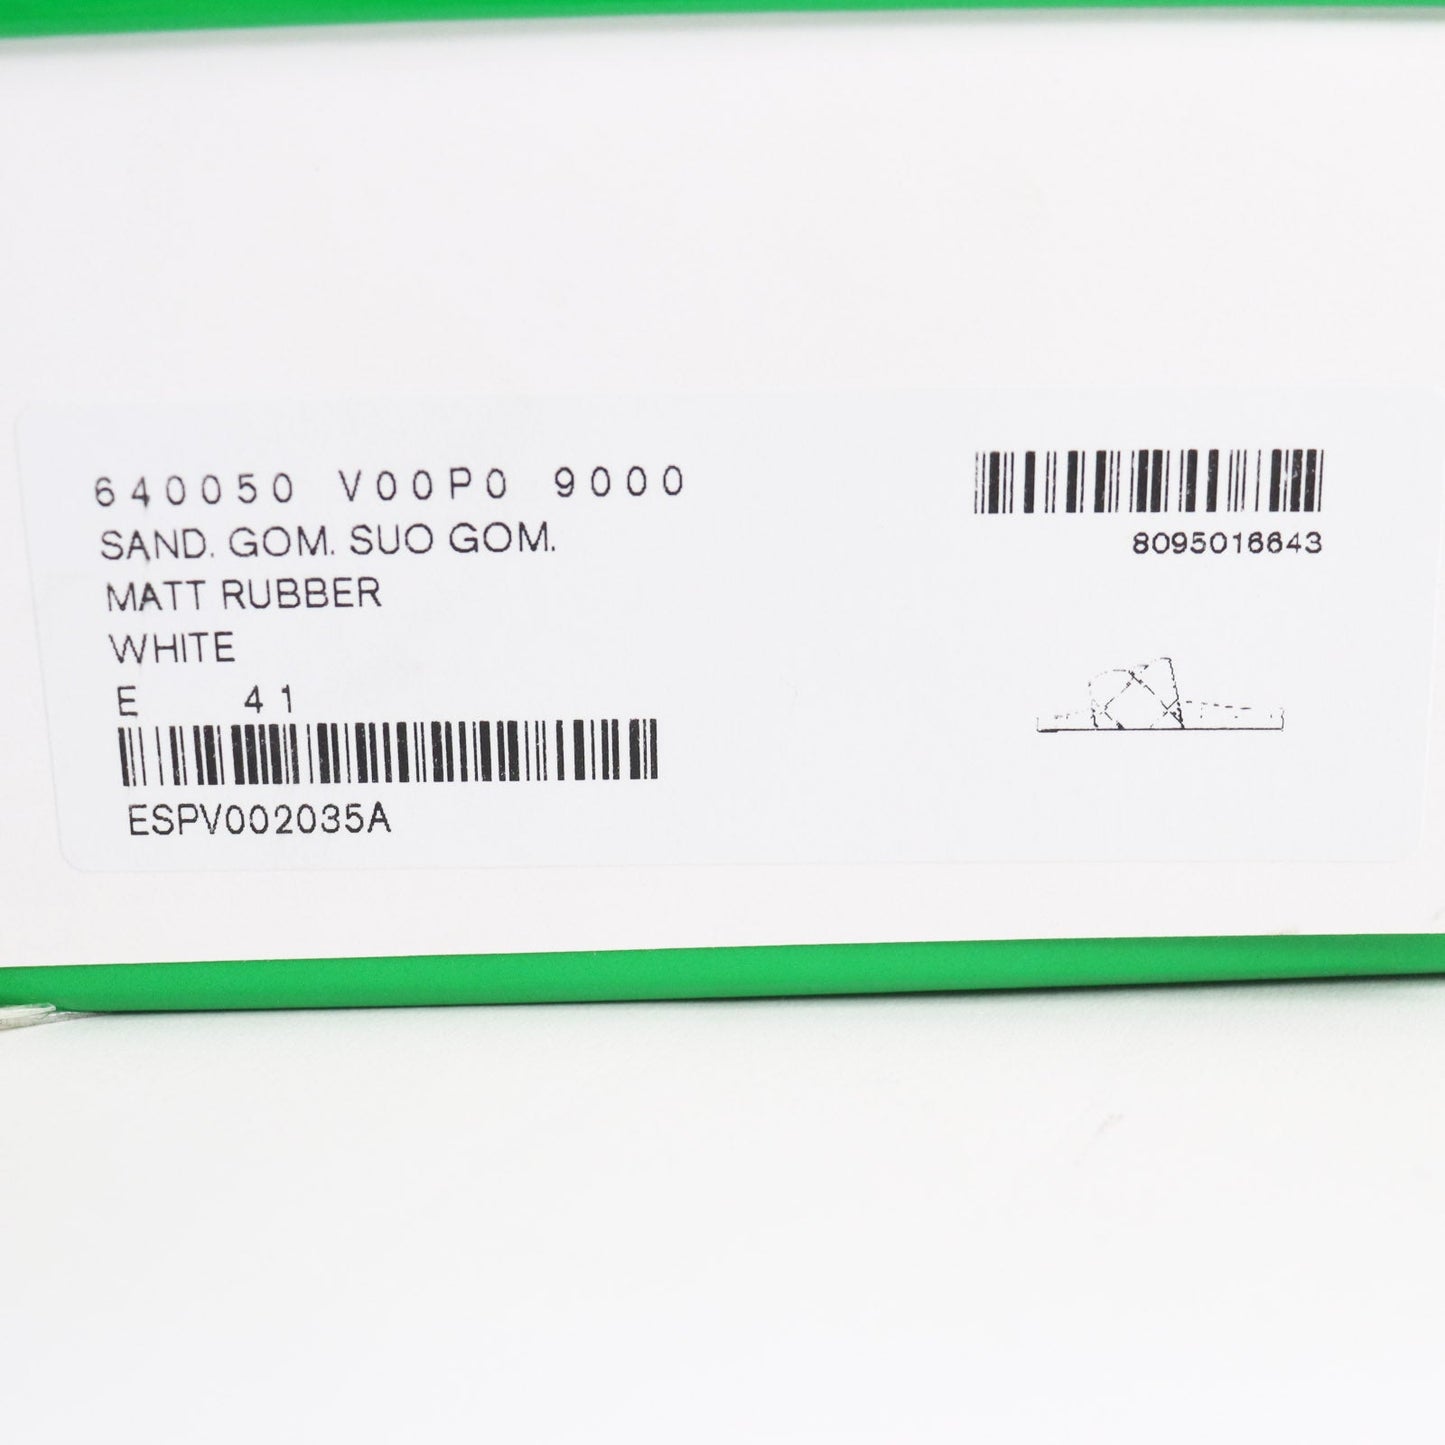 640050 V00P0 9000
SAND. GOM. SUO GOM.
MATT RUBBER
WHITE
E 41
ESPV002035A
8095016643